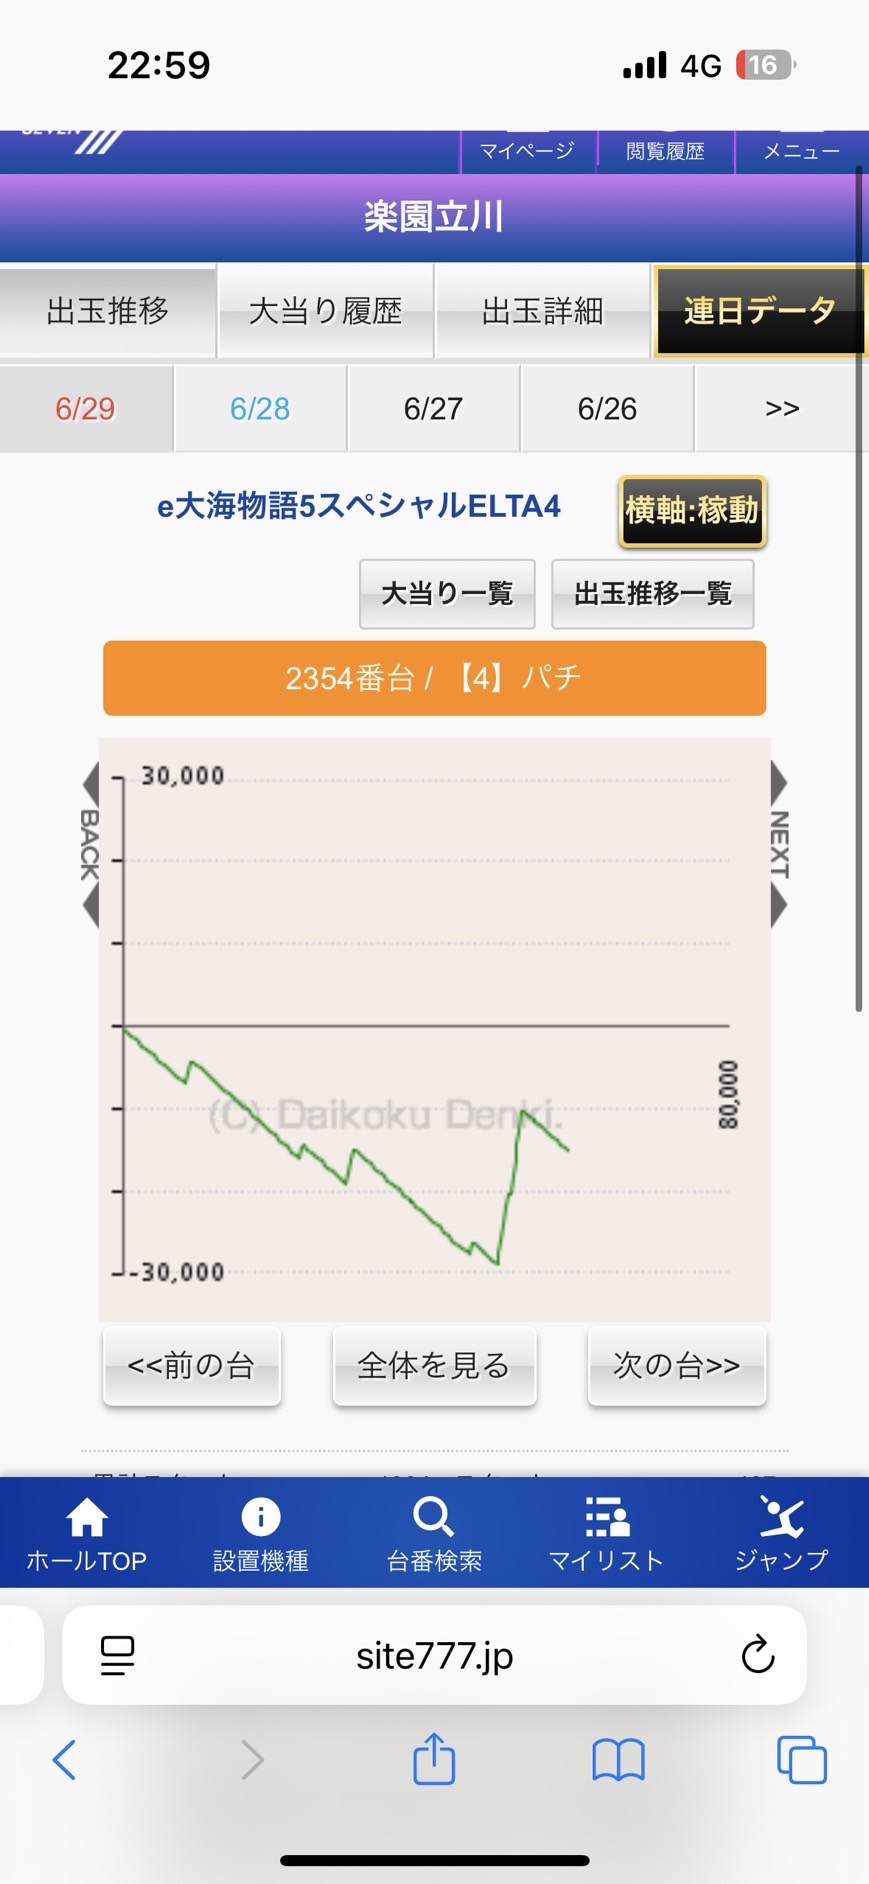 22:59
4G
16
SEVEN
マイページ
閲覧履歴
メニュー
楽園立川
出玉推移
大当り履歴
出玉詳細
連日データ
6/29
6/28
6/27
6/26
>>
e大海物語5スペシャルELTA4
横軸:稼動
大当り一覧
出玉推移一覧
2354番台 / 【4】パチ
BACK
NEXT
30,000
80,000
(C) Daikoku Denki.
-30,000
<<前の台
全体を見る
次の台>>
ホールTOP
設置機種
台番検索
マイリスト
ジャンプ
site777.jp